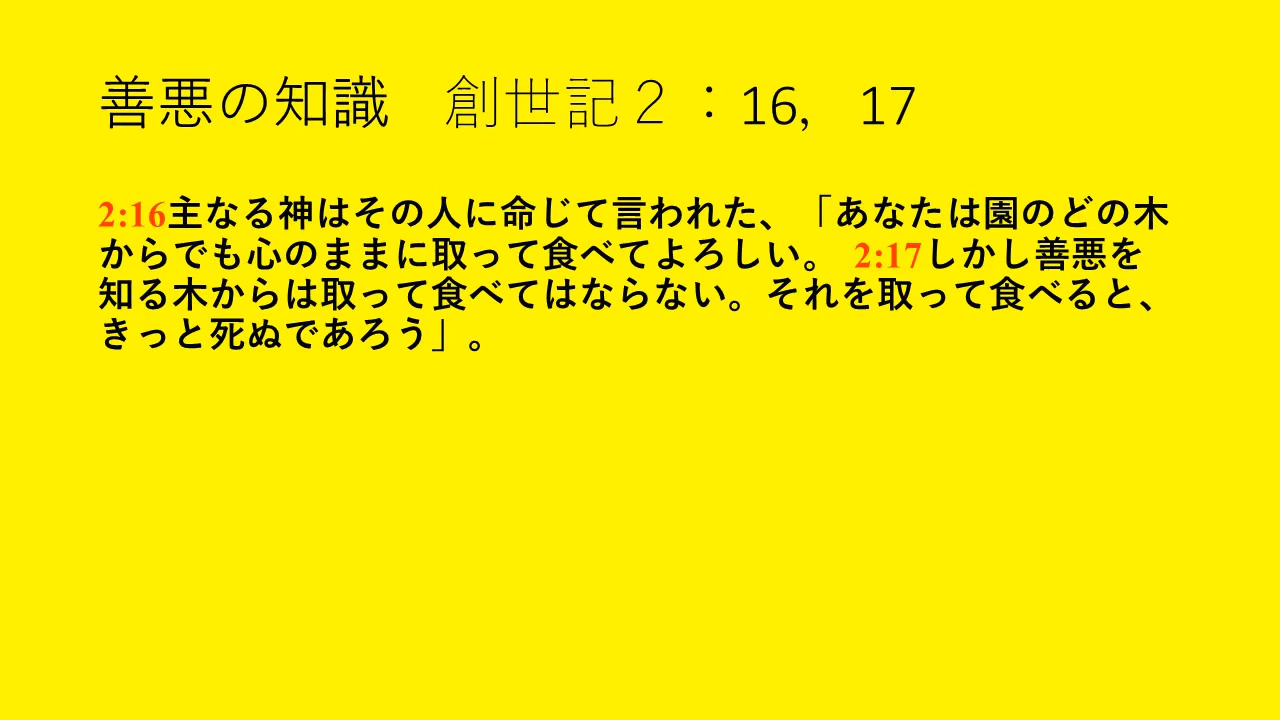 善悪の知識　創世記２：16,　17
2:16主なる神はその人に命じて言われた、「あなたは園のどの木
からでも心のままに取って食べてよろしい。 2:17しかし善悪を
知る木からは取って食べてはならない。それを取って食べると、
きっと死ぬであろう」。